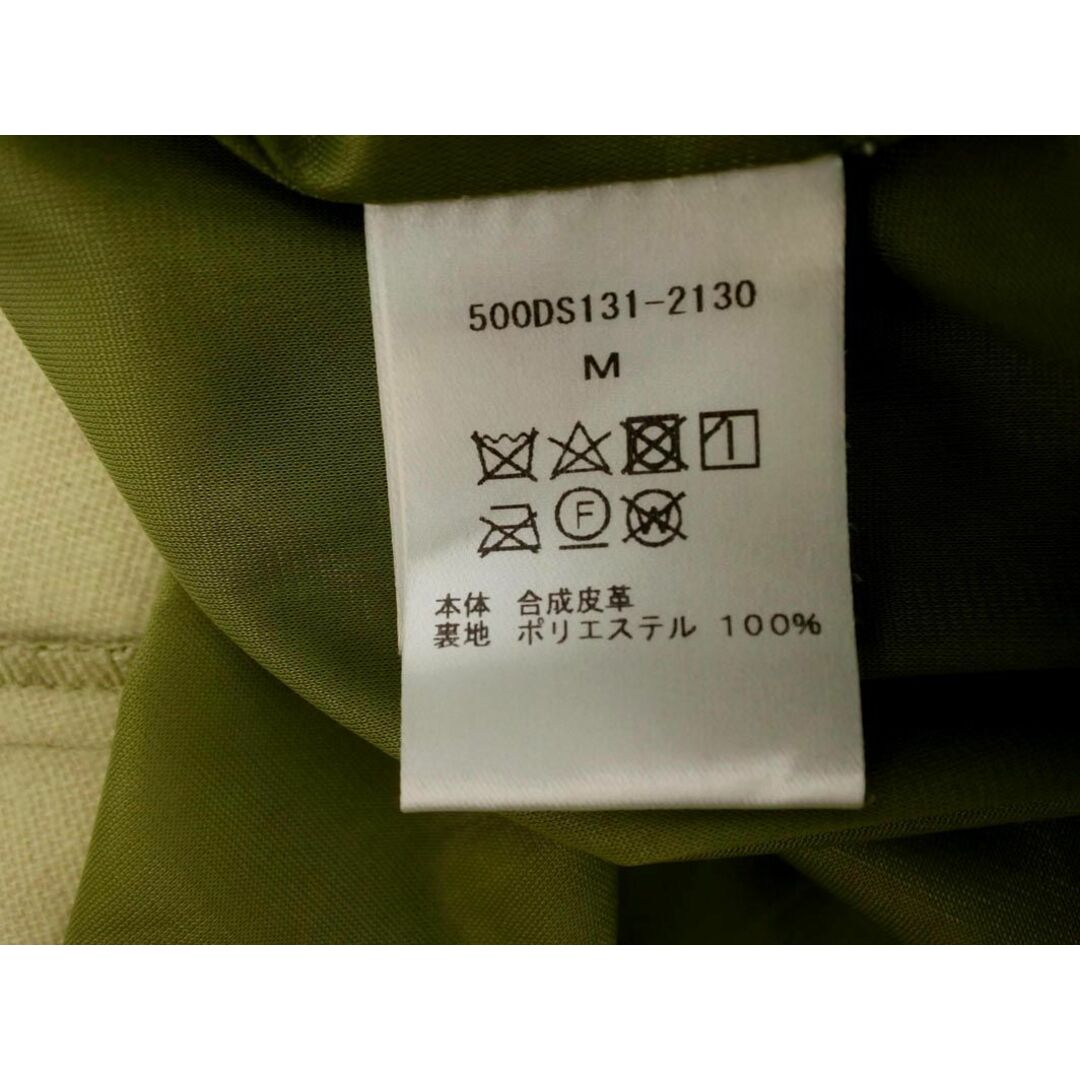 500DS131-2130
M
F
W
本体 合成皮革
裏地 ポリエステル 100%